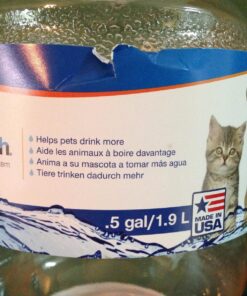 h.
em
Helps pets drink more
Aide les animaux à boire davantage
Anima a su mascota a tomar más agua
Tiere trinken dadurch mehr
.5 gal/1.9 L
MADE IN
USA